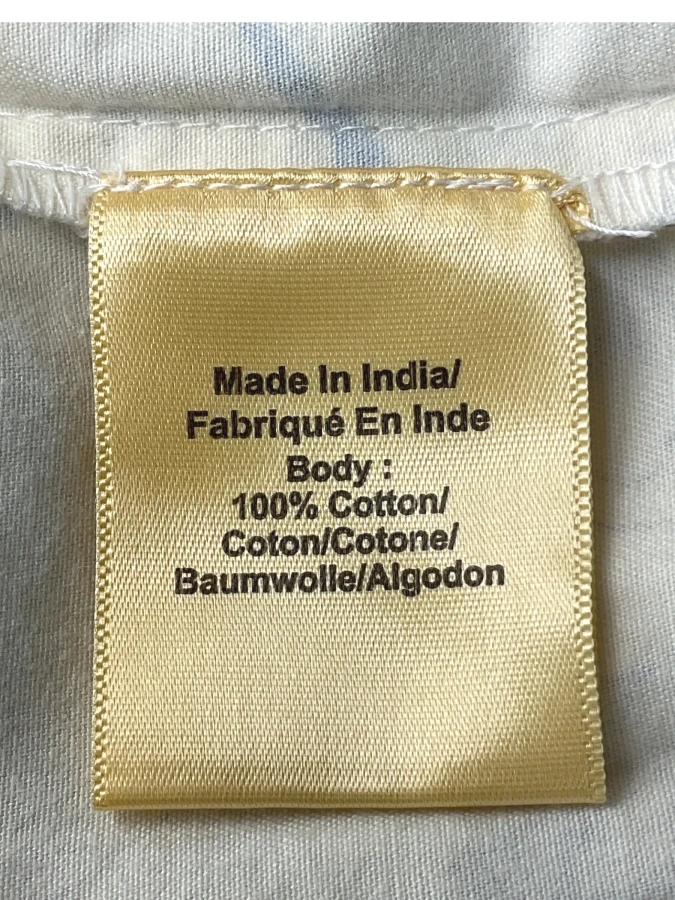 Made In India/
Fabriqué En Inde
Body :
100% Cotton/
Coton/Cotone/
Baumwolle/Algodon